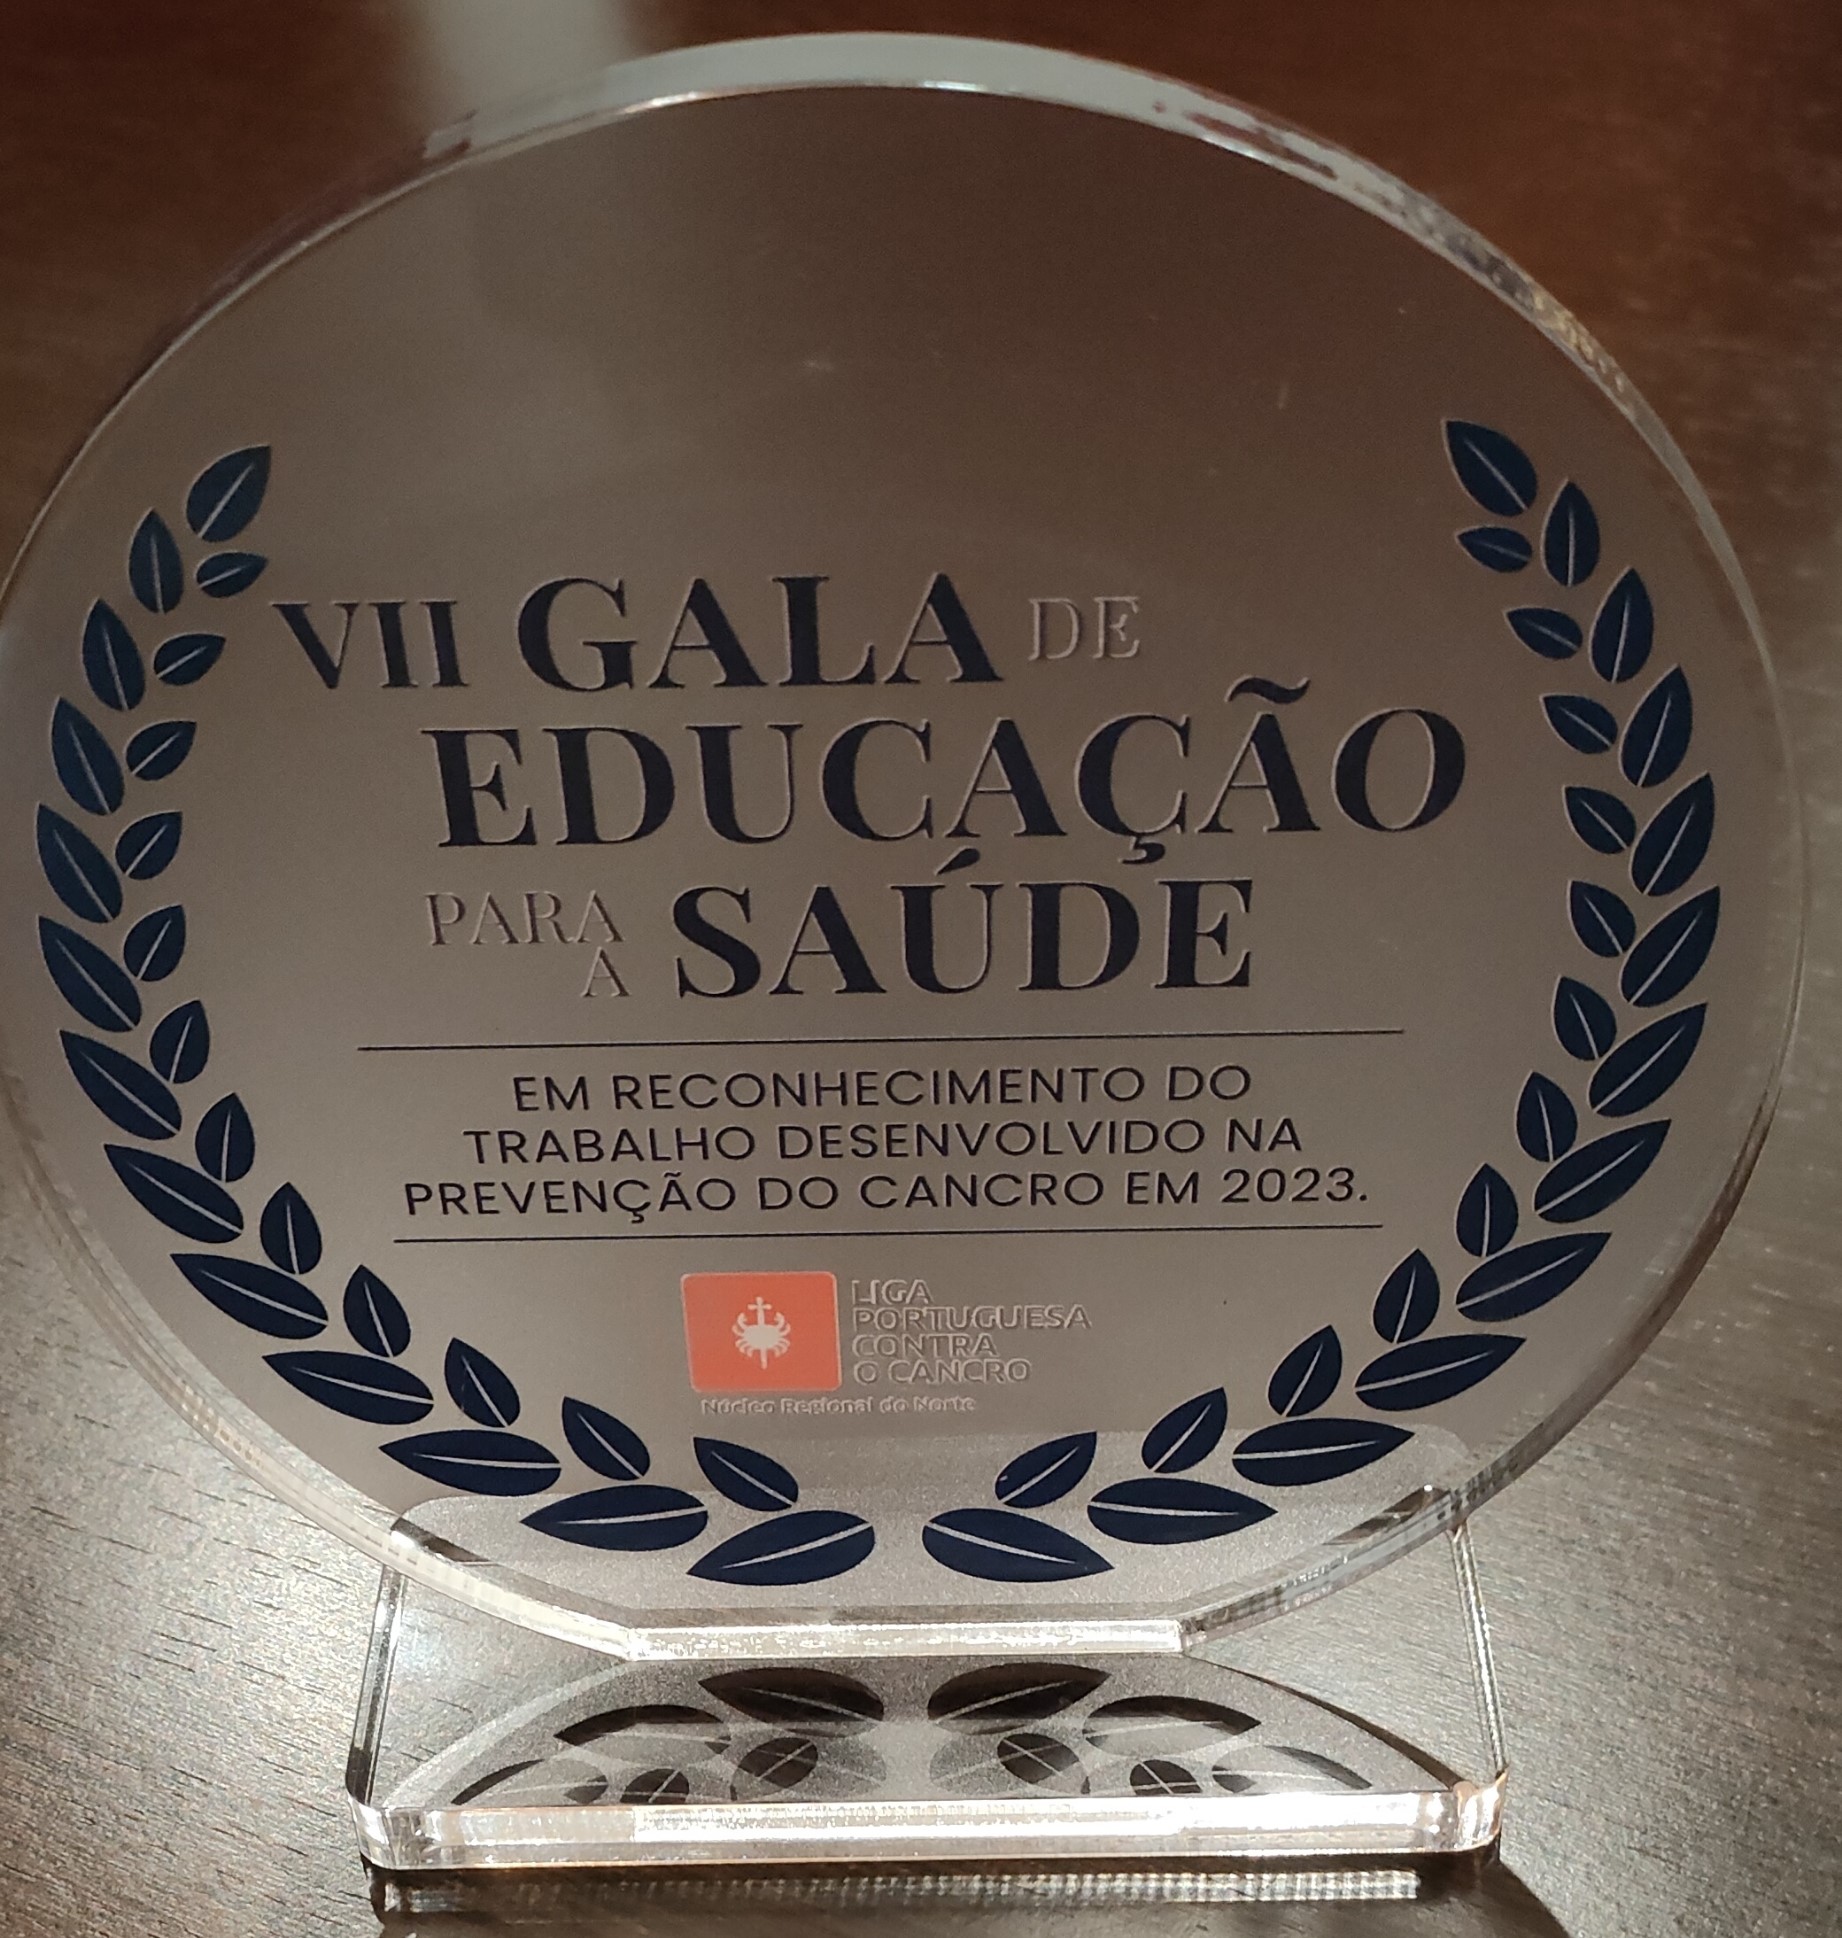 VII GALA DE
EDUCAÇÃO
PARA A SAÚDE
EM RECONHECIMENTO DO
TRABALHO DESENVOLVIDO NA
PREVENÇÃO DO CANCRO EM 2023.
LIGA
PORTUGUESA
CONTRA
O CANCRO
Núcleo Regional do Norte